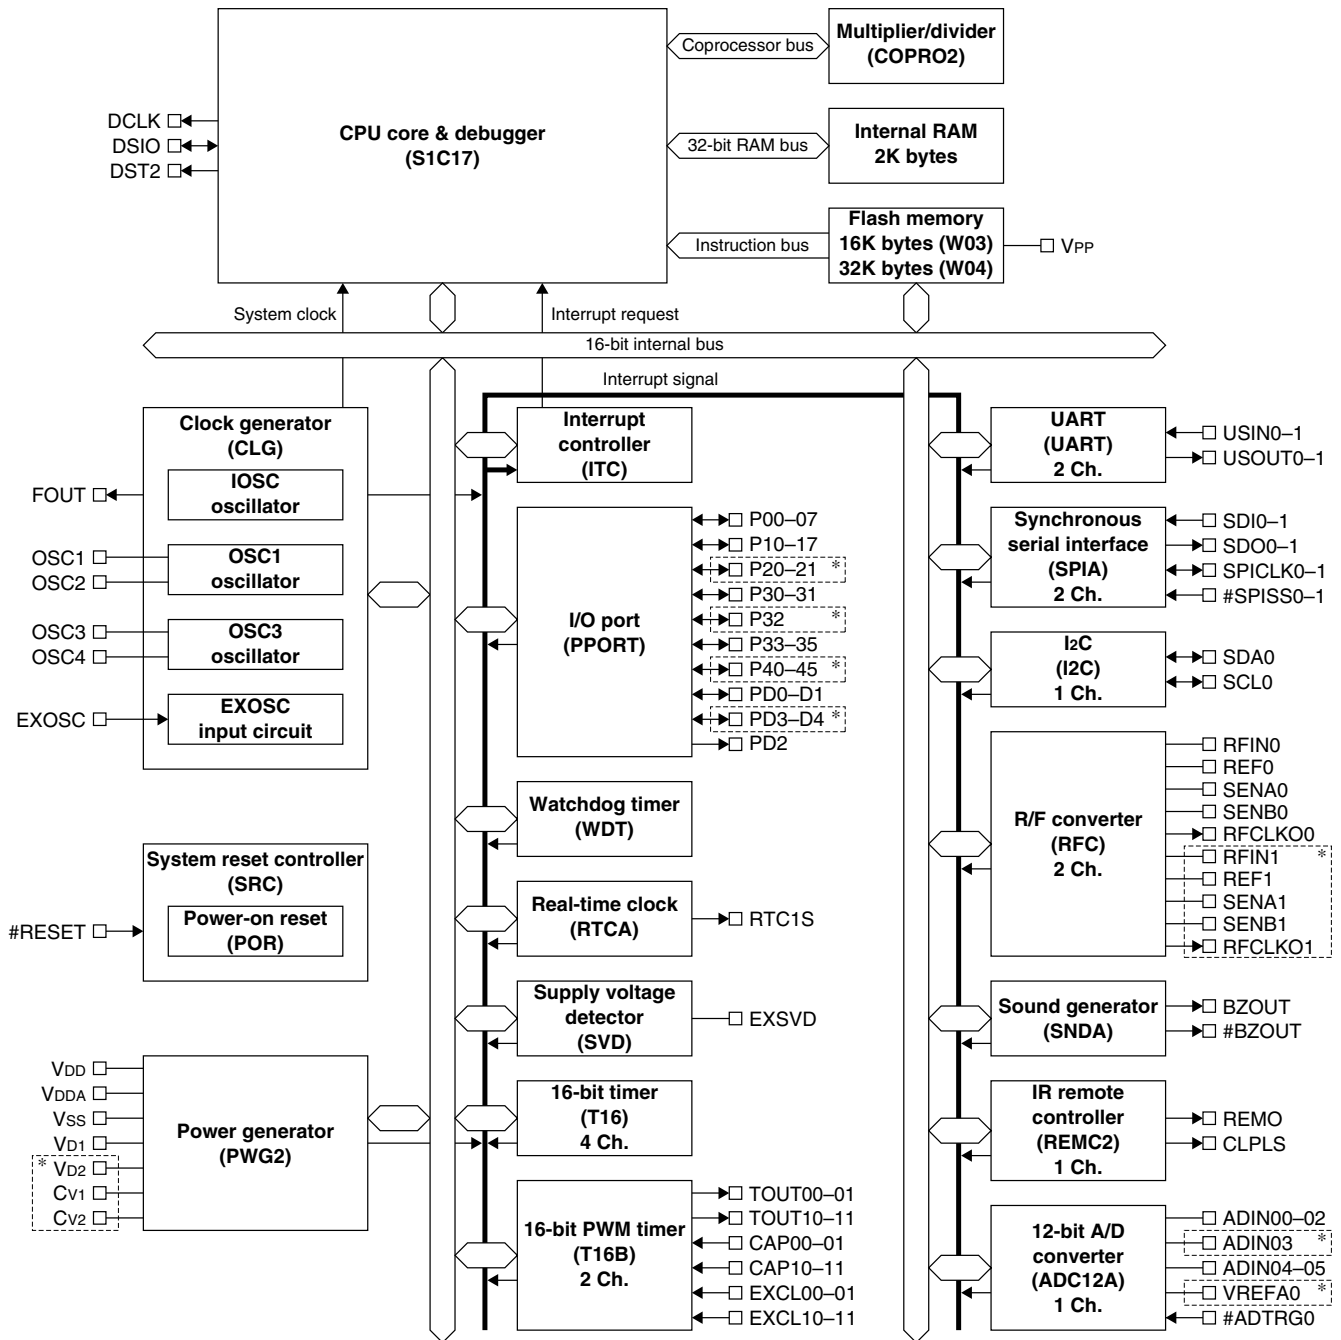 CPU core & debugger
(S1C17)
DCLK
DSIO
DST2
Coprocessor bus
Multiplier/divider
(COPRO2)
32-bit RAM bus
Internal RAM
2K bytes
Instruction bus
Flash memory
16K bytes (W03)
32K bytes (W04)
VPP
System clock
Interrupt request
16-bit internal bus
Interrupt signal
Clock generator
(CLG)
IOSC
oscillator
OSC1
oscillator
OSC3
oscillator
EXOSC
input circuit
FOUT
OSC1
OSC2
OSC3
OSC4
EXOSC
System reset controller
(SRC)
Power-on reset
(POR)
#RESET
Power generator
(PWG2)
VDD
VDDA
VSS
VD1
* VD2
CV1
CV2
Interrupt
controller
(ITC)
I/O port
(PPORT)
P00–07
P10–17
P20–21 *
P30–31
P32 *
P33–35
P40–45 *
PD0–D1
PD3–D4 *
PD2
Watchdog timer
(WDT)
Real-time clock
(RTCA)
RTC1S
Supply voltage
detector
(SVD)
EXSVD
16-bit timer
(T16)
4 Ch.
16-bit PWM timer
(T16B)
2 Ch.
TOUT00–01
TOUT10–11
CAP00–01
CAP10–11
EXCL00–01
EXCL10–11
UART
(UART)
2 Ch.
USIN0–1
USOUT0–1
Synchronous
serial interface
(SPIA)
2 Ch.
SDI0–1
SDO0–1
SPICLK0–1
#SPISS0–1
I2C
(I2C)
1 Ch.
SDA0
SCL0
R/F converter
(RFC)
2 Ch.
RFIN0
REF0
SENA0
SENB0
RFCLKO0
RFIN1 *
REF1
SENA1
SENB1
RFCLKO1
Sound generator
(SNDA)
BZOUT
#BZOUT
IR remote
controller
(REMC2)
1 Ch.
REMO
CLPLS
12-bit A/D
converter
(ADC12A)
1 Ch.
ADIN00–02
ADIN03 *
ADIN04–05
VREFA0 *
#ADTRG0